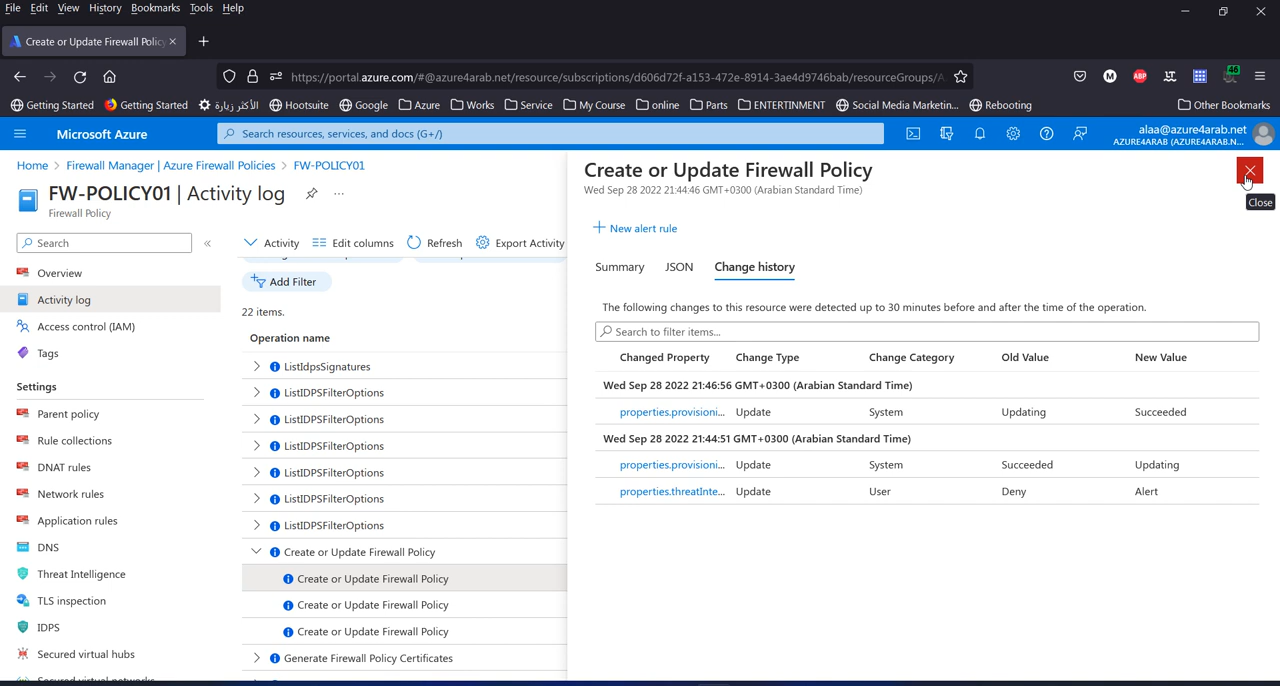 File Edit View History Bookmarks Tools Help
Create or Update Firewall Policy
https://portal.azure.com/#@azure4arab.net/resource/subscriptions/d606d72f-a153-472e-8914-3ae4d9746bab/resourceGroups/A
ABP
46
Getting Started Getting Started الأكثر زيارة Hootsuite Google Azure Works Service My Course online Parts ENTERTINMENT Social Media Marketin... Rebooting Other Bookmarks
Microsoft Azure
Search resources, services, and docs (G+/)
alaa@azure4arab.net
AZURE4ARAB (AZURE4ARAB.N...
Home > Firewall Manager | Azure Firewall Policies > FW-POLICY01
FW-POLICY01 | Activity log
Firewall Policy
Search
Overview
Activity log
Access control (IAM)
Tags
Settings
Parent policy
Rule collections
DNAT rules
Network rules
Application rules
DNS
Threat Intelligence
TLS inspection
IDPS
Secured virtual hubs
Secured virtual networks
Activity Edit columns Refresh Export Activity
Add Filter
22 items.
Operation name
ListIdpsSignatures
ListIDPSFilterOptions
ListIDPSFilterOptions
ListIDPSFilterOptions
ListIDPSFilterOptions
ListIDPSFilterOptions
ListIDPSFilterOptions
Create or Update Firewall Policy
Create or Update Firewall Policy
Create or Update Firewall Policy
Create or Update Firewall Policy
Generate Firewall Policy Certificates
Create or Update Firewall Policy
Wed Sep 28 2022 21:44:46 GMT+0300 (Arabian Standard Time)
Close
New alert rule
Summary JSON Change history
The following changes to this resource were detected up to 30 minutes before and after the time of the operation.
Search to filter items...
Changed Property Change Type Change Category Old Value New Value
Wed Sep 28 2022 21:46:56 GMT+0300 (Arabian Standard Time)
properties.provisioni... Update System Updating Succeeded
Wed Sep 28 2022 21:44:51 GMT+0300 (Arabian Standard Time)
properties.provisioni... Update System Succeeded Updating
properties.threatInte... Update User Deny Alert